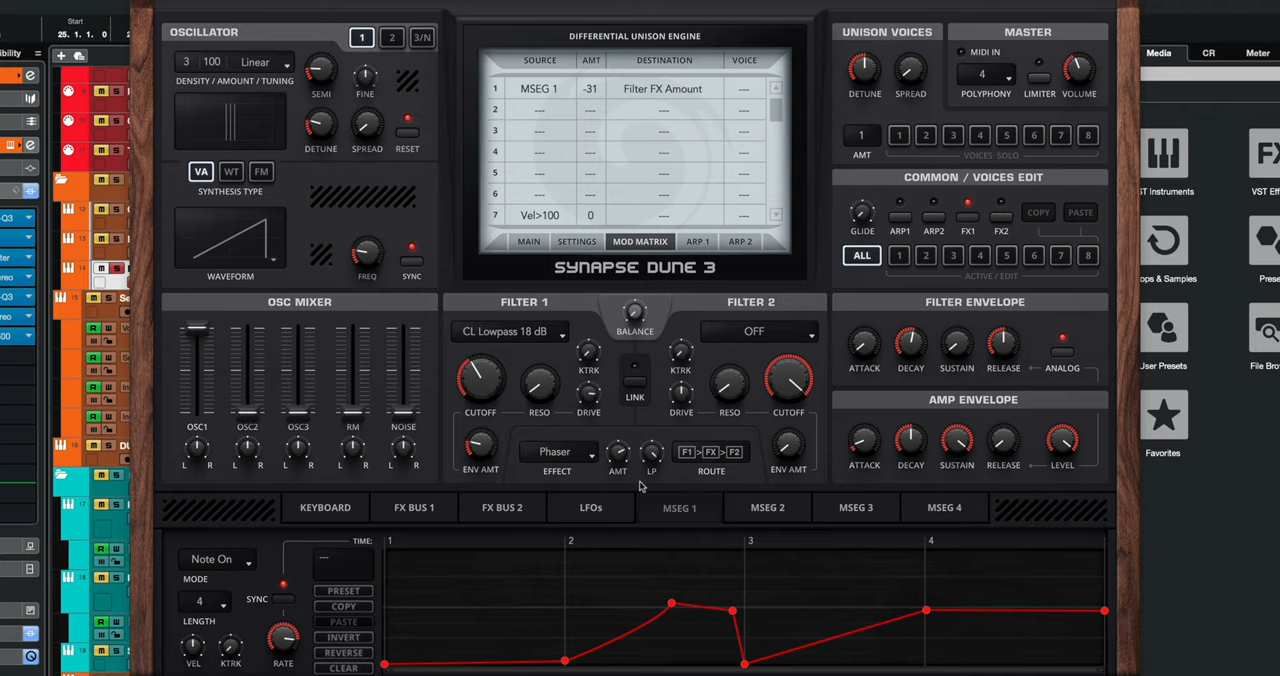 Start
25. 1. 1. 0
ibility
OSCILLATOR
1 2 3/N
3 100 Linear
DENSITY / AMOUNT / TUNING
SEMI FINE
DETUNE SPREAD RESET
VA WT FM
SYNTHESIS TYPE
WAVEFORM
FREQ SYNC
DIFFERENTIAL UNISON ENGINE
SOURCE AMT DESTINATION VOICE
1 MSEG 1 -31 Filter FX Amount ---
2 --- --- --- ---
3 --- --- --- ---
4 --- --- --- ---
5 --- --- --- ---
6 --- --- --- ---
7 Vel>100 0 --- ---
MAIN SETTINGS MOD MATRIX ARP 1 ARP 2
SYNAPSE DUNE 3
UNISON VOICES
DETUNE SPREAD
MASTER
MIDI IN
4
POLYPHONY LIMITER VOLUME
1 1 2 3 4 5 6 7 8
AMT VOICES SOLO
COMMON / VOICES EDIT
GLIDE ARP1 ARP2 FX1 FX2 COPY PASTE
ALL 1 2 3 4 5 6 7 8
ACTIVE / EDIT
OSC MIXER
OSC1 OSC2 OSC3 RM NOISE
L R L R L R L R L R
FILTER 1
CL Lowpass 18 dB
CUTOFF RESO KTRK DRIVE
BALANCE
LINK
FILTER 2
OFF
KTRK DRIVE RESO CUTOFF
ENV AMT
Phaser
EFFECT
AMT LP
F1>FX>F2
ROUTE
ENV AMT
FILTER ENVELOPE
ATTACK DECAY SUSTAIN RELEASE ANALOG
AMP ENVELOPE
ATTACK DECAY SUSTAIN RELEASE LEVEL
KEYBOARD FX BUS 1 FX BUS 2 LFOs MSEG 1 MSEG 2 MSEG 3 MSEG 4
Note On
MODE
4
LENGTH
VEL KTRK
SYNC
RATE
TIME:
---
PRESET
COPY
PASTE
INVERT
REVERSE
CLEAR
1 2 3 4
Media CR Meter
ST Instruments
VST Effe
ops & Samples
Prese
User Presets
File Brow
Favorites